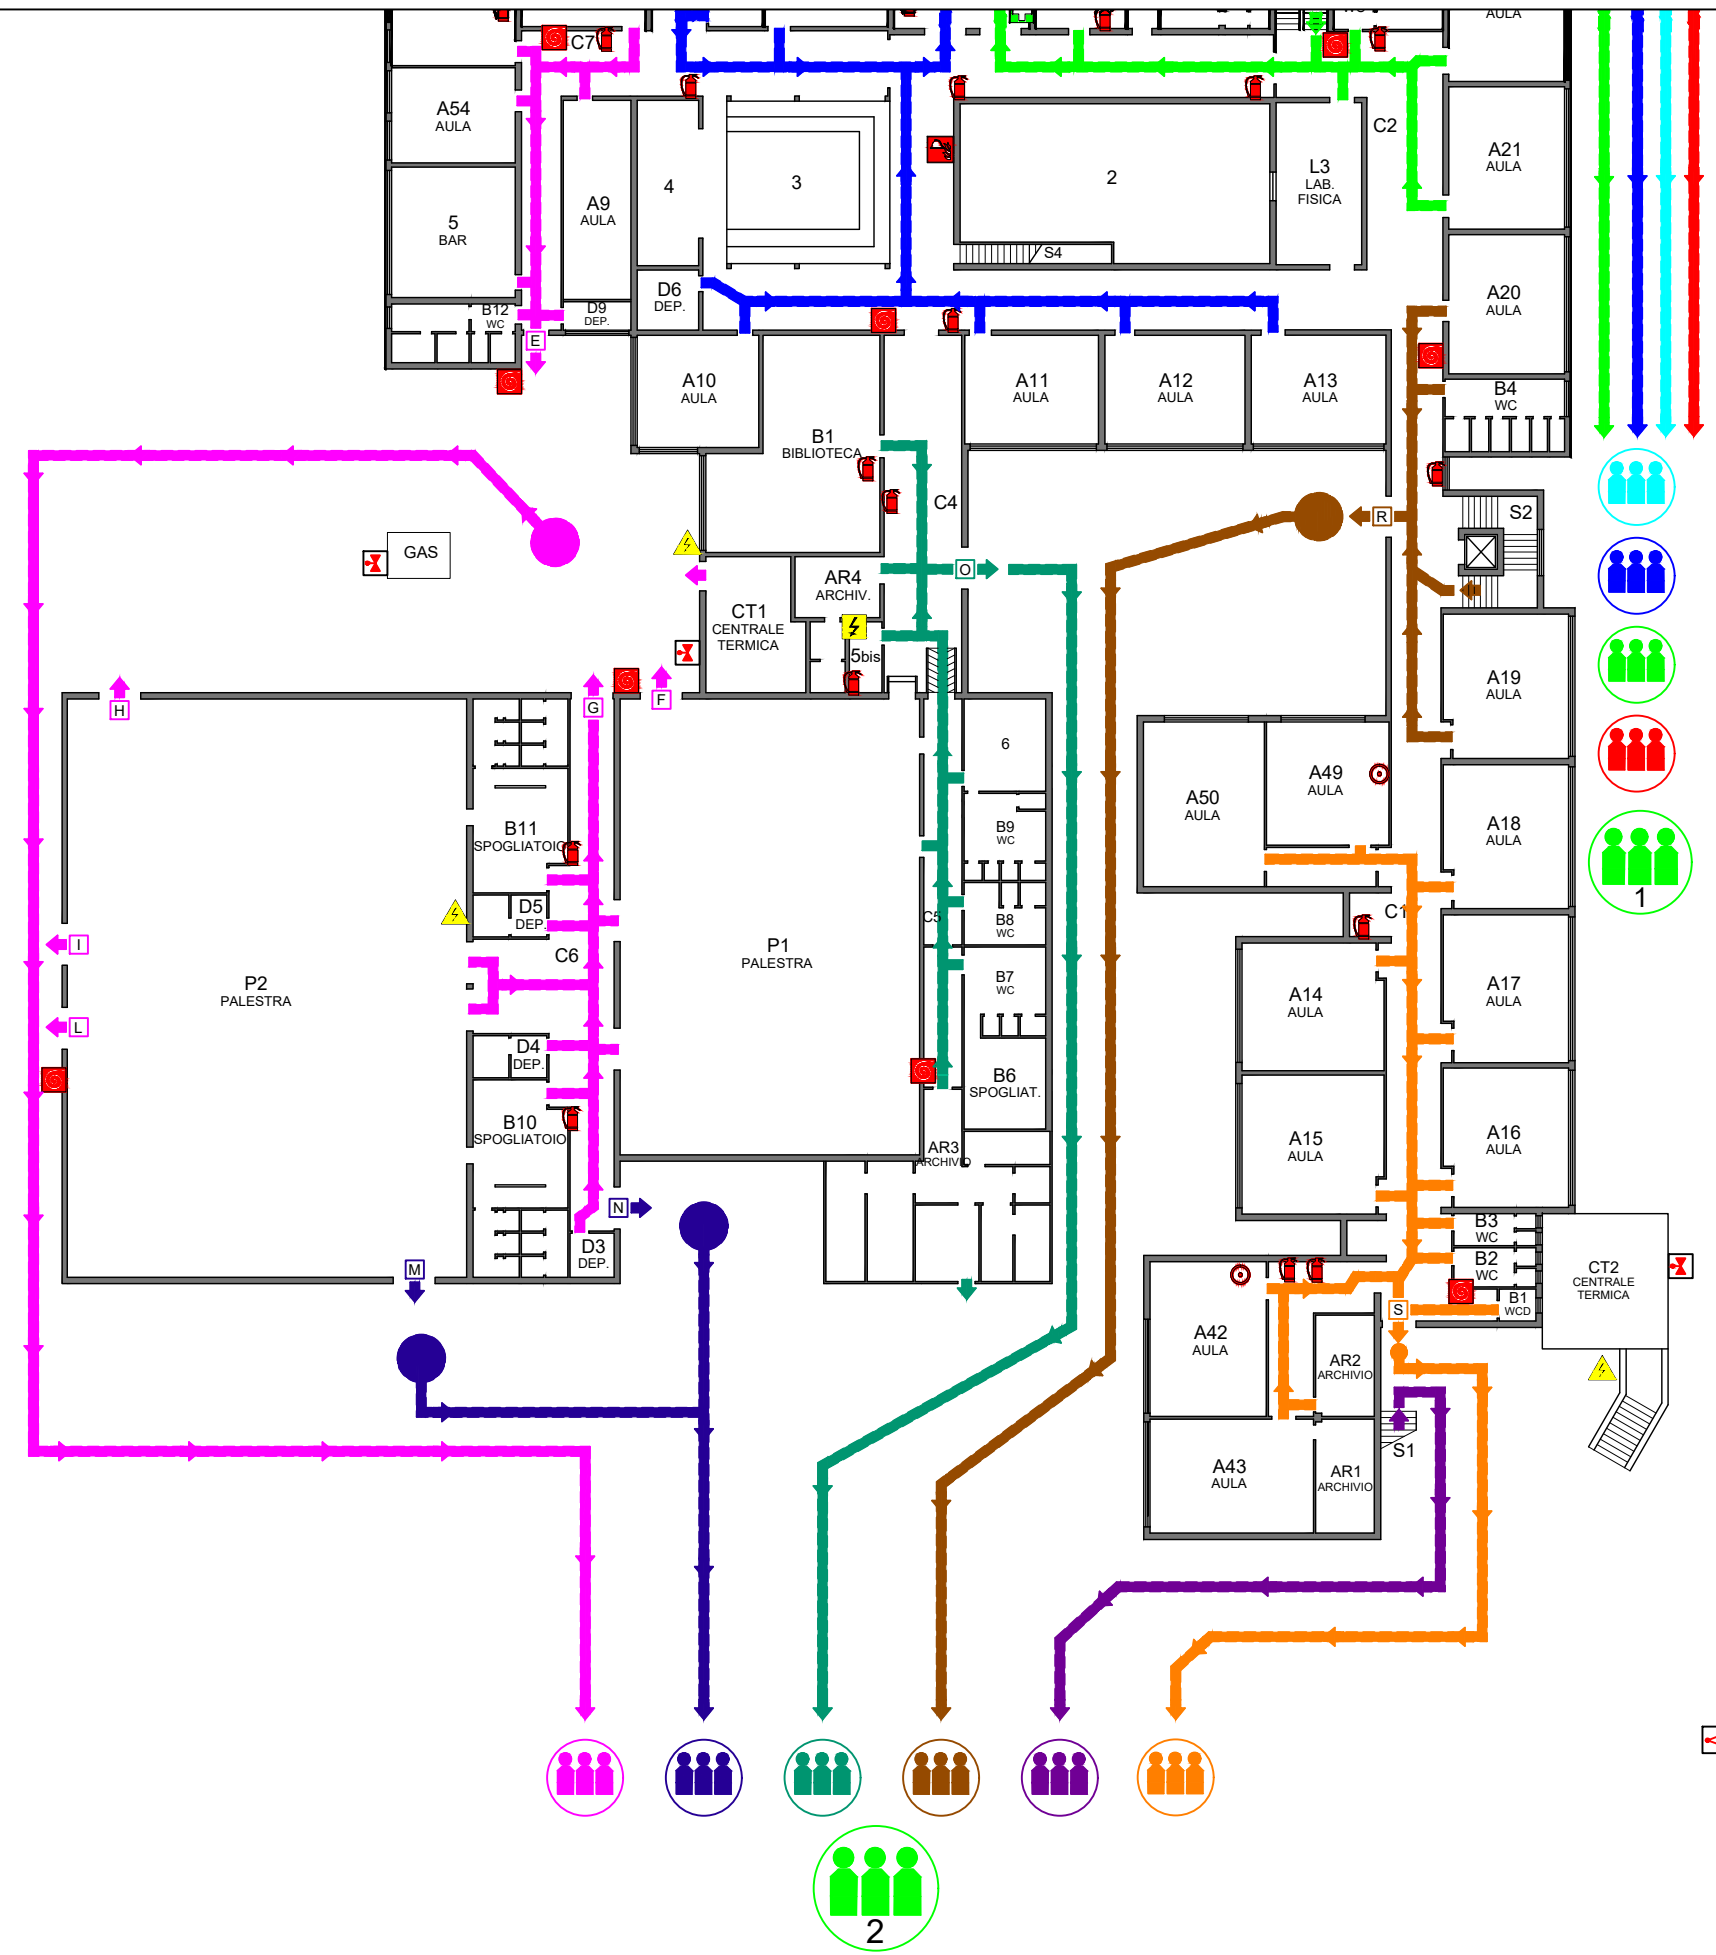 AULA
C7
A54
AULA
C2
A21
AULA
L3
LAB.
FISICA
2
3
4
A9
AULA
5
BAR
S4
D6
DEP.
A20
AULA
B12
WC
D9
DEP.
E
A10
AULA
A11
AULA
A12
AULA
A13
AULA
B4
WC
B1
BIBLIOTECA
C4
R
S2
GAS
O
AR4
ARCHIV.
CT1
CENTRALE
TERMICA
5bis
A19
AULA
H
G
F
6
A49
AULA
A50
AULA
A18
AULA
B11
SPOGLIATOIO
B9
WC
1
D5
DEP.
C5
B8
WC
C1
I
C6
P1
PALESTRA
P2
PALESTRA
B7
WC
A14
AULA
A17
AULA
L
D4
DEP.
B6
SPOGLIAT.
B10
SPOGLIATOIO
AR3
ARCHIVIO
A15
AULA
A16
AULA
N
B3
WC
D3
DEP.
M
B2
WC
CT2
CENTRALE
TERMICA
B1
WCD
S
A42
AULA
AR2
ARCHIVIO
S1
A43
AULA
AR1
ARCHIVIO
2